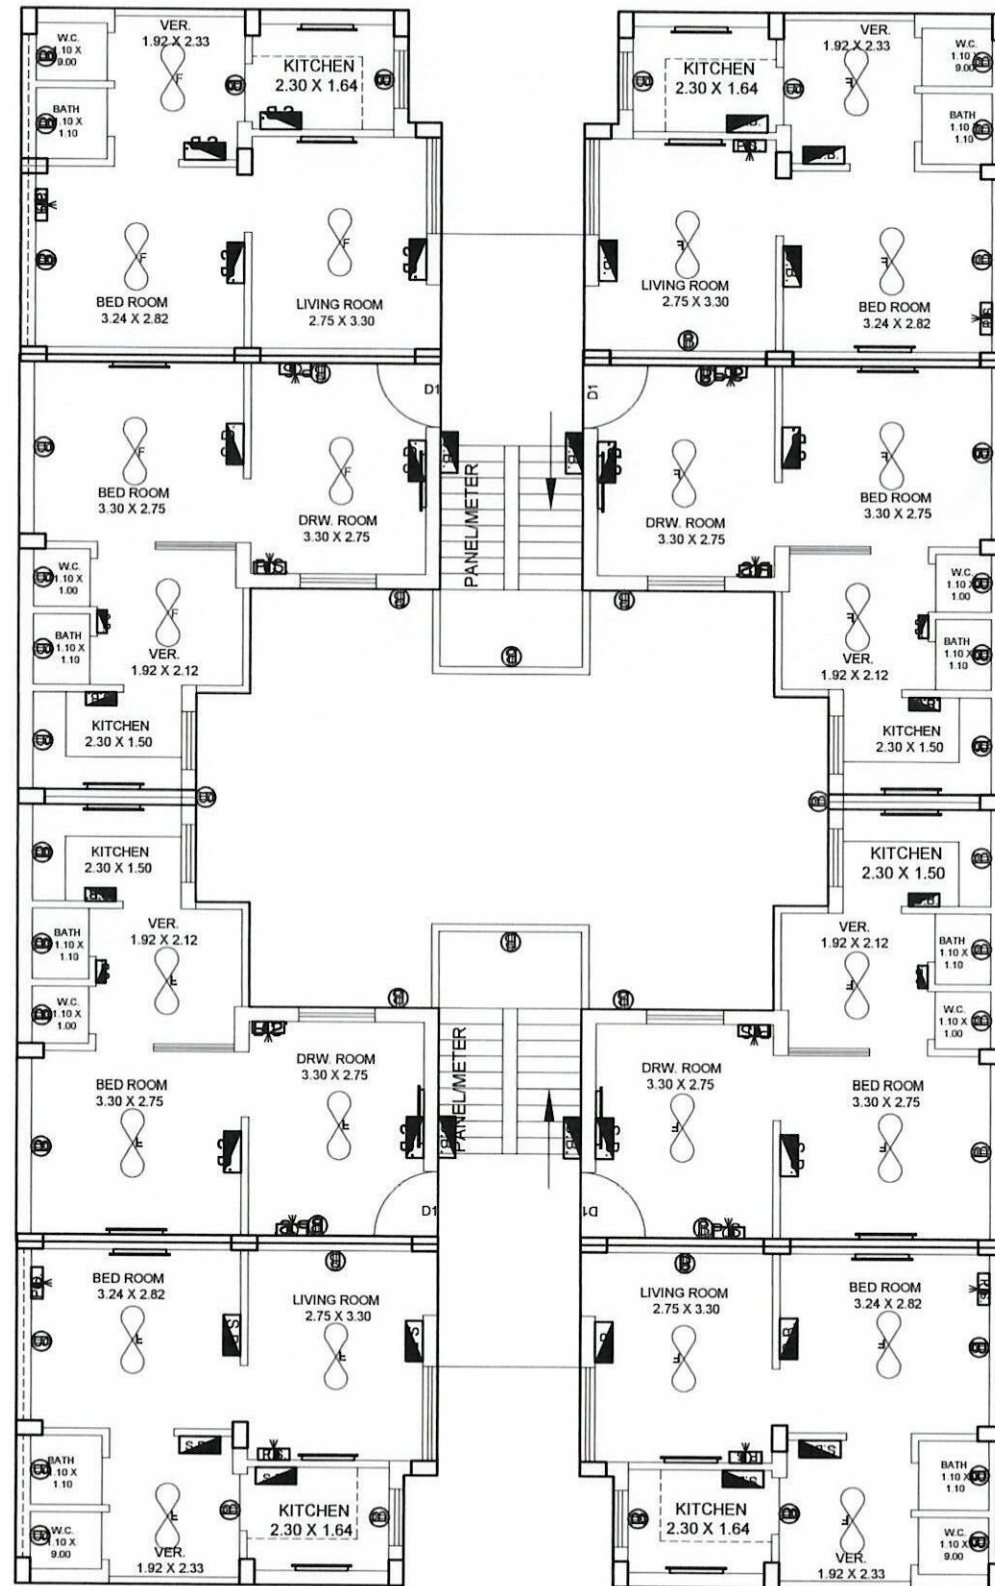 W.C.
1.10 X
9.00
VER.
1.92 X 2.33
KITCHEN
2.30 X 1.64
B
B
B
F
BATH
1.10 X
1.10
B
BED ROOM
3.24 X 2.82
F
B
LIVING ROOM
2.75 X 3.30
F
KITCHEN
2.30 X 1.64
VER.
1.92 X 2.33
W.C.
1.10 X
9.00
B
B
B
F
BATH
1.10 X
1.10
B
LIVING ROOM
2.75 X 3.30
F
B
BED ROOM
3.24 X 2.82
F
B
BED ROOM
3.30 X 2.75
F
B
DRW. ROOM
3.30 X 2.75
F
B
D1
D1
PANEL/METER
DRW. ROOM
3.30 X 2.75
F
B
BED ROOM
3.30 X 2.75
F
B
W.C.
1.10 X
1.00
B
BATH
1.10 X
1.10
B
VER.
1.92 X 2.12
F
KITCHEN
2.30 X 1.50
B
B
B
B
W.C.
1.10 X
1.00
B
BATH
1.10 X
1.10
B
VER.
1.92 X 2.12
F
KITCHEN
2.30 X 1.50
B
B
B
KITCHEN
2.30 X 1.50
B
VER.
1.92 X 2.12
F
BATH
1.10 X
1.10
B
W.C.
1.10 X
1.00
B
B
B
B
KITCHEN
2.30 X 1.50
B
VER.
1.92 X 2.12
F
BATH
1.10 X
1.10
B
W.C.
1.10 X
1.00
B
BED ROOM
3.30 X 2.75
F
B
DRW. ROOM
3.30 X 2.75
F
B
PANEL/METER
D1
D1
DRW. ROOM
3.30 X 2.75
F
B
BED ROOM
3.30 X 2.75
F
B
BED ROOM
3.24 X 2.82
F
B
LIVING ROOM
2.75 X 3.30
F
B
LIVING ROOM
2.75 X 3.30
F
B
BED ROOM
3.24 X 2.82
F
B
BATH
1.10 X
1.10
B
W.C.
1.10 X
9.00
B
VER.
1.92 X 2.33
F
B
KITCHEN
2.30 X 1.64
B
KITCHEN
2.30 X 1.64
B
B
VER.
1.92 X 2.33
F
BATH
1.10 X
1.10
B
W.C.
1.10 X
9.00
B